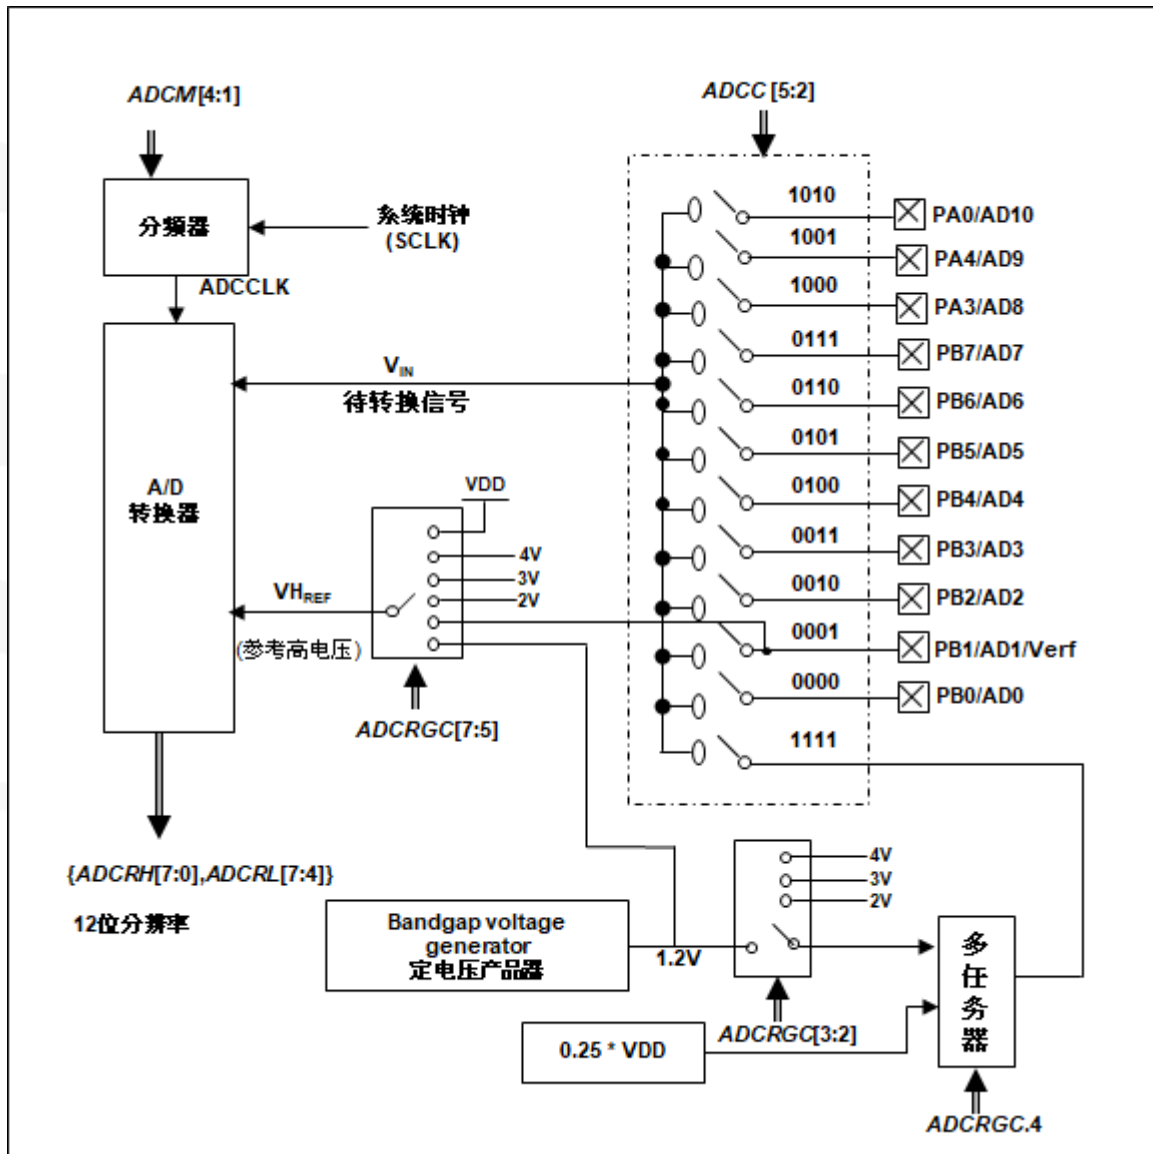 ADCM[4:1]
ADCC [5:2]
分频器
系统时钟
(SCLK)
ADCCLK
1010
PA0/AD10
1001
PA4/AD9
1000
PA3/AD8
0111
PB7/AD7
0110
PB6/AD6
0101
PB5/AD5
0100
PB4/AD4
0011
PB3/AD3
0010
PB2/AD2
0001
PB1/AD1/Verf
0000
PB0/AD0
1111
VIN
待转换信号
A/D
转换器
VDD
4V
3V
2V
VHREF
(参考高电压)
ADCRGC[7:5]
{ADCRH[7:0],ADCRL[7:4]}
12位分辨率
Bandgap voltage
generator
定电压产品器
1.2V
4V
3V
2V
ADCRGC[3:2]
0.25 * VDD
多任务器
ADCRGC.4